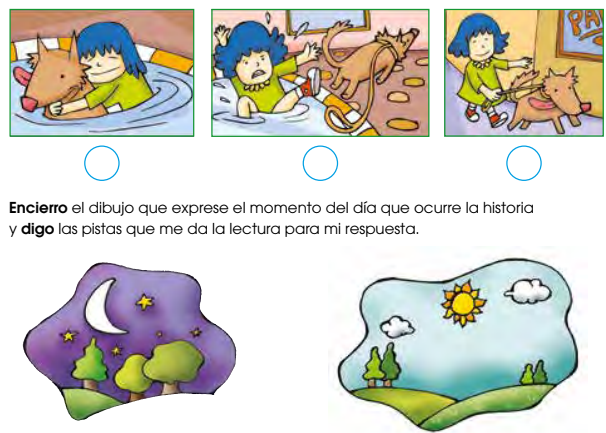 PA
Encierro el dibujo que exprese el momento del día que ocurre la historia
y digo las pistas que me da la lectura para mi respuesta.